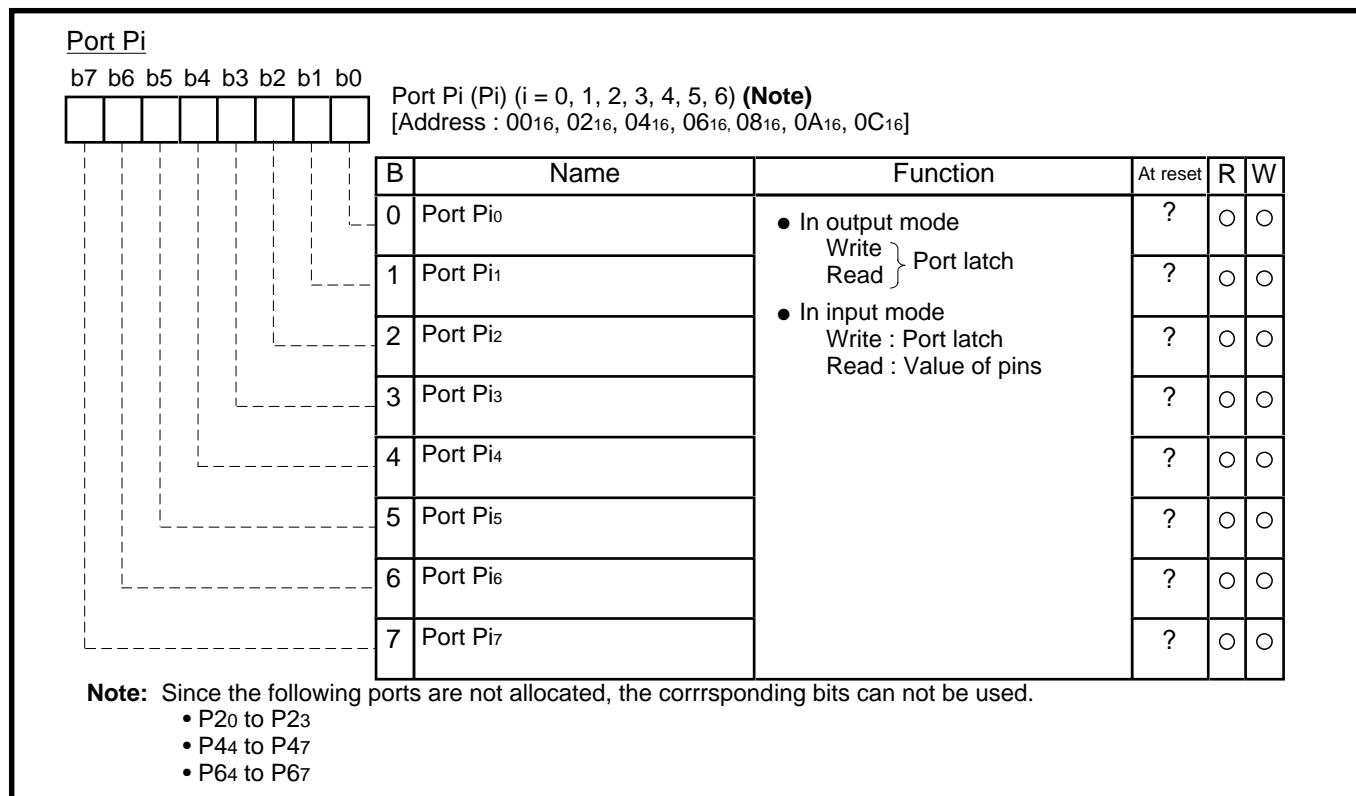 Port Pi
b7 b6 b5 b4 b3 b2 b1 b0
Port Pi (Pi) (i = 0, 1, 2, 3, 4, 5, 6) (Note)
[Address : 0016, 0216, 0416, 0616, 0816, 0A16, 0C16]
B Name Function At reset R W
0 Port Pi0 ? ○ ○
● In output mode
Write
Read } Port latch
1 Port Pi1 ? ○ ○
● In input mode
Write : Port latch
Read : Value of pins
2 Port Pi2 ? ○ ○
3 Port Pi3 ? ○ ○
4 Port Pi4 ? ○ ○
5 Port Pi5 ? ○ ○
6 Port Pi6 ? ○ ○
7 Port Pi7 ? ○ ○
Note: Since the following ports are not allocated, the corrrsponding bits can not be used.
• P20 to P23
• P44 to P47
• P64 to P67